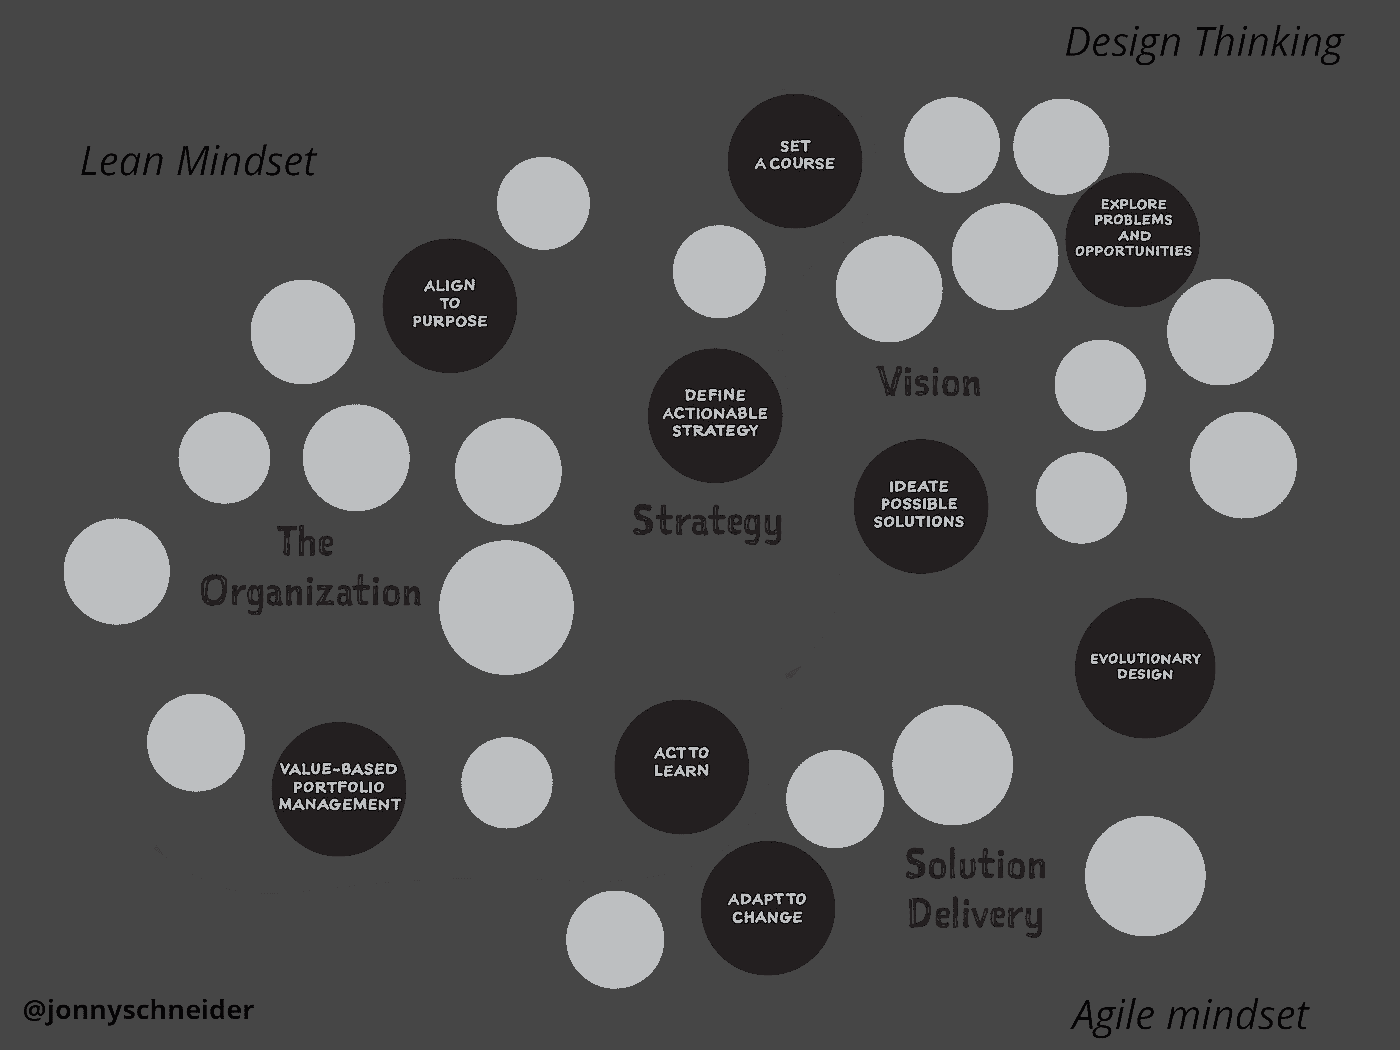 Design Thinking
Lean Mindset
SET
A COURSE
EXPLORE
PROBLEMS
AND
OPPORTUNITIES
ALIGN
TO
PURPOSE
Vision
DEFINE
ACTIONABLE
STRATEGY
IDEATE
POSSIBLE
SOLUTIONS
Strategy
The
Organization
EVOLUTIONARY
DESIGN
VALUE-BASED
PORTFOLIO
MANAGEMENT
ACT TO
LEARN
Solution
Delivery
ADAPT TO
CHANGE
@jonnyschneider
Agile mindset